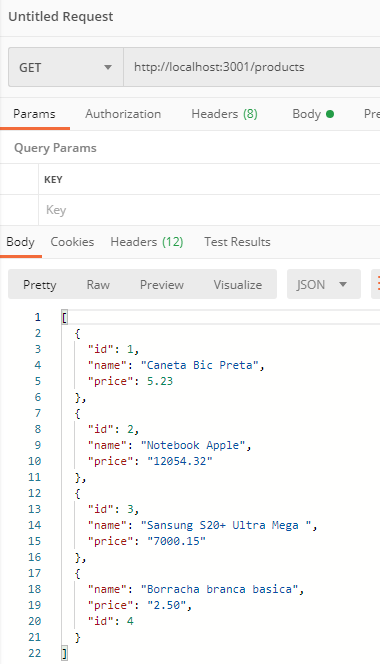 Untitled Request
GET http://localhost:3001/products
Params Authorization Headers (8) Body Pre
Query Params
KEY
Key
Body Cookies Headers (12) Test Results
Pretty Raw Preview Visualize JSON
1 [
2 {
3 "id": 1,
4 "name": "Caneta Bic Preta",
5 "price": 5.23
6 },
7 {
8 "id": 2,
9 "name": "Notebook Apple",
10 "price": "12054.32"
11 },
12 {
13 "id": 3,
14 "name": "Sansung S20+ Ultra Mega ",
15 "price": "7000.15"
16 },
17 {
18 "name": "Borracha branca basica",
19 "price": "2.50",
20 "id": 4
21 }
22 ]